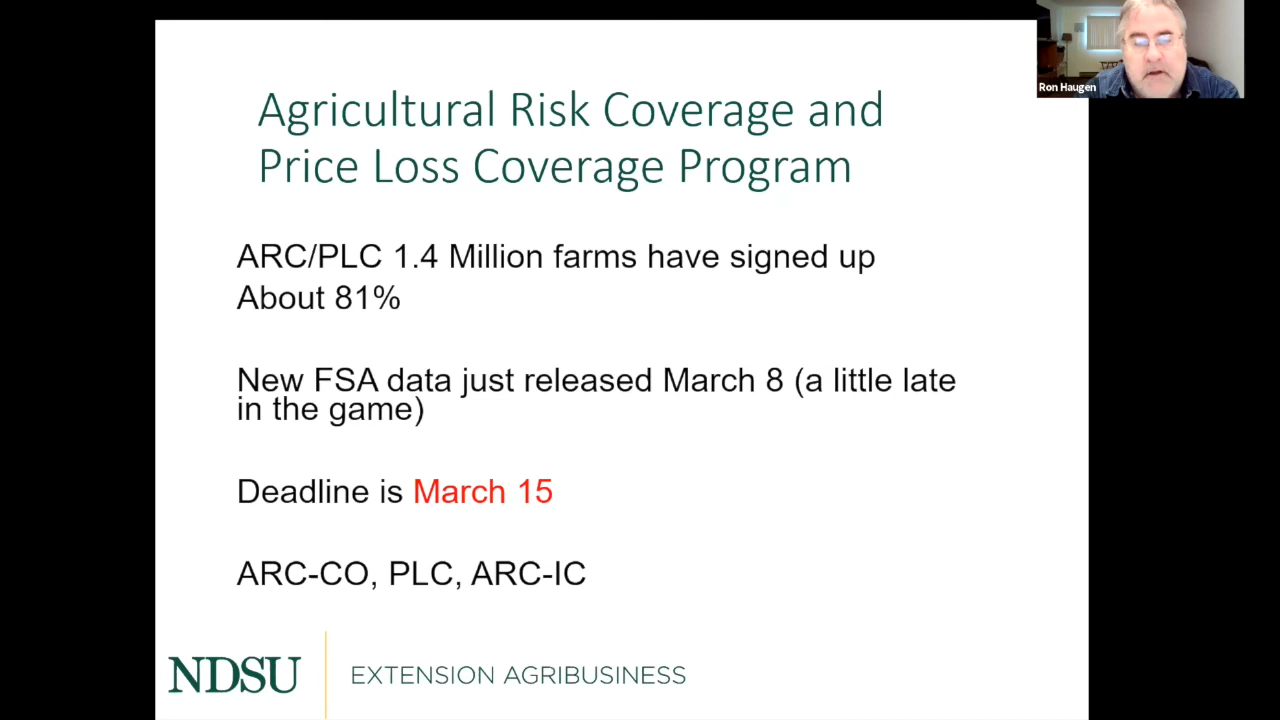 Agricultural Risk Coverage and
Price Loss Coverage Program
Ron Haugen
ARC/PLC 1.4 Million farms have signed up
About 81%
New FSA data just released March 8 (a little late
in the game)
Deadline is March 15
ARC-CO, PLC, ARC-IC
NDSU
EXTENSION AGRIBUSINESS